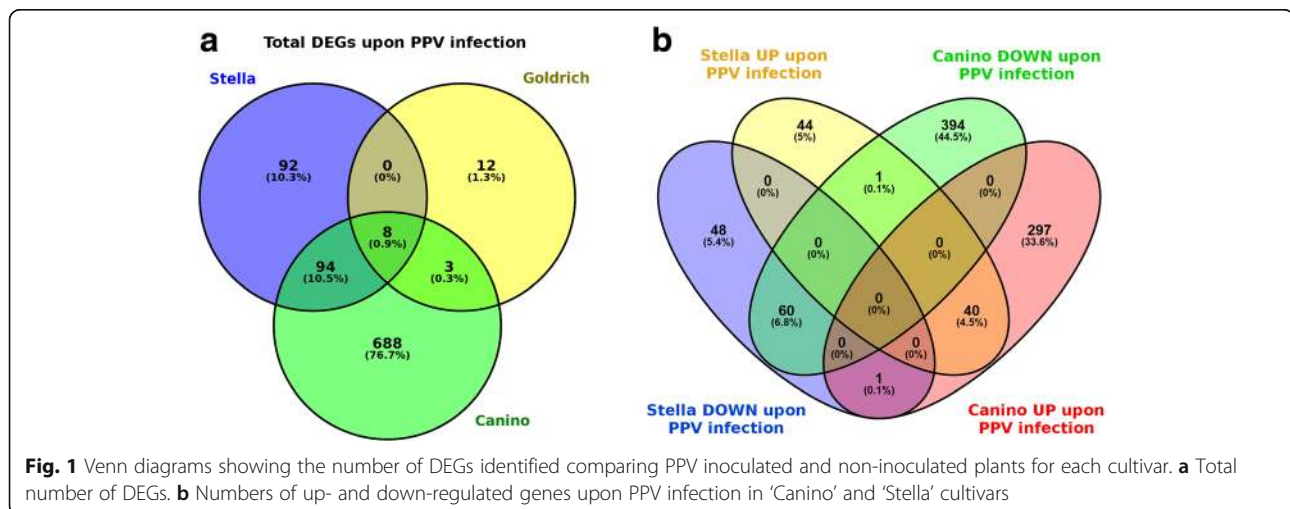 a
Total DEGs upon PPV infection
Stella
Goldrich
92
(10.3%)
0
(0%)
12
(1.3%)
8
(0.9%)
94
(10.5%)
3
(0.3%)
688
(76.7%)
Canino
b
Stella UP upon
PPV infection
Canino DOWN upon
PPV infection
44
(5%)
394
(44.5%)
1
(0.1%)
0
(0%)
0
(0%)
48
(5.4%)
297
(33.6%)
0
(0%)
0
(0%)
0
(0%)
60
(6.8%)
40
(4.5%)
0
(0%)
0
(0%)
1
(0.1%)
Stella DOWN upon
PPV infection
Canino UP upon
PPV infection
Fig. 1 Venn diagrams showing the number of DEGs identified comparing PPV inoculated and non-inoculated plants for each cultivar. a Total
number of DEGs. b Numbers of up- and down-regulated genes upon PPV infection in ‘Canino’ and ‘Stella’ cultivars